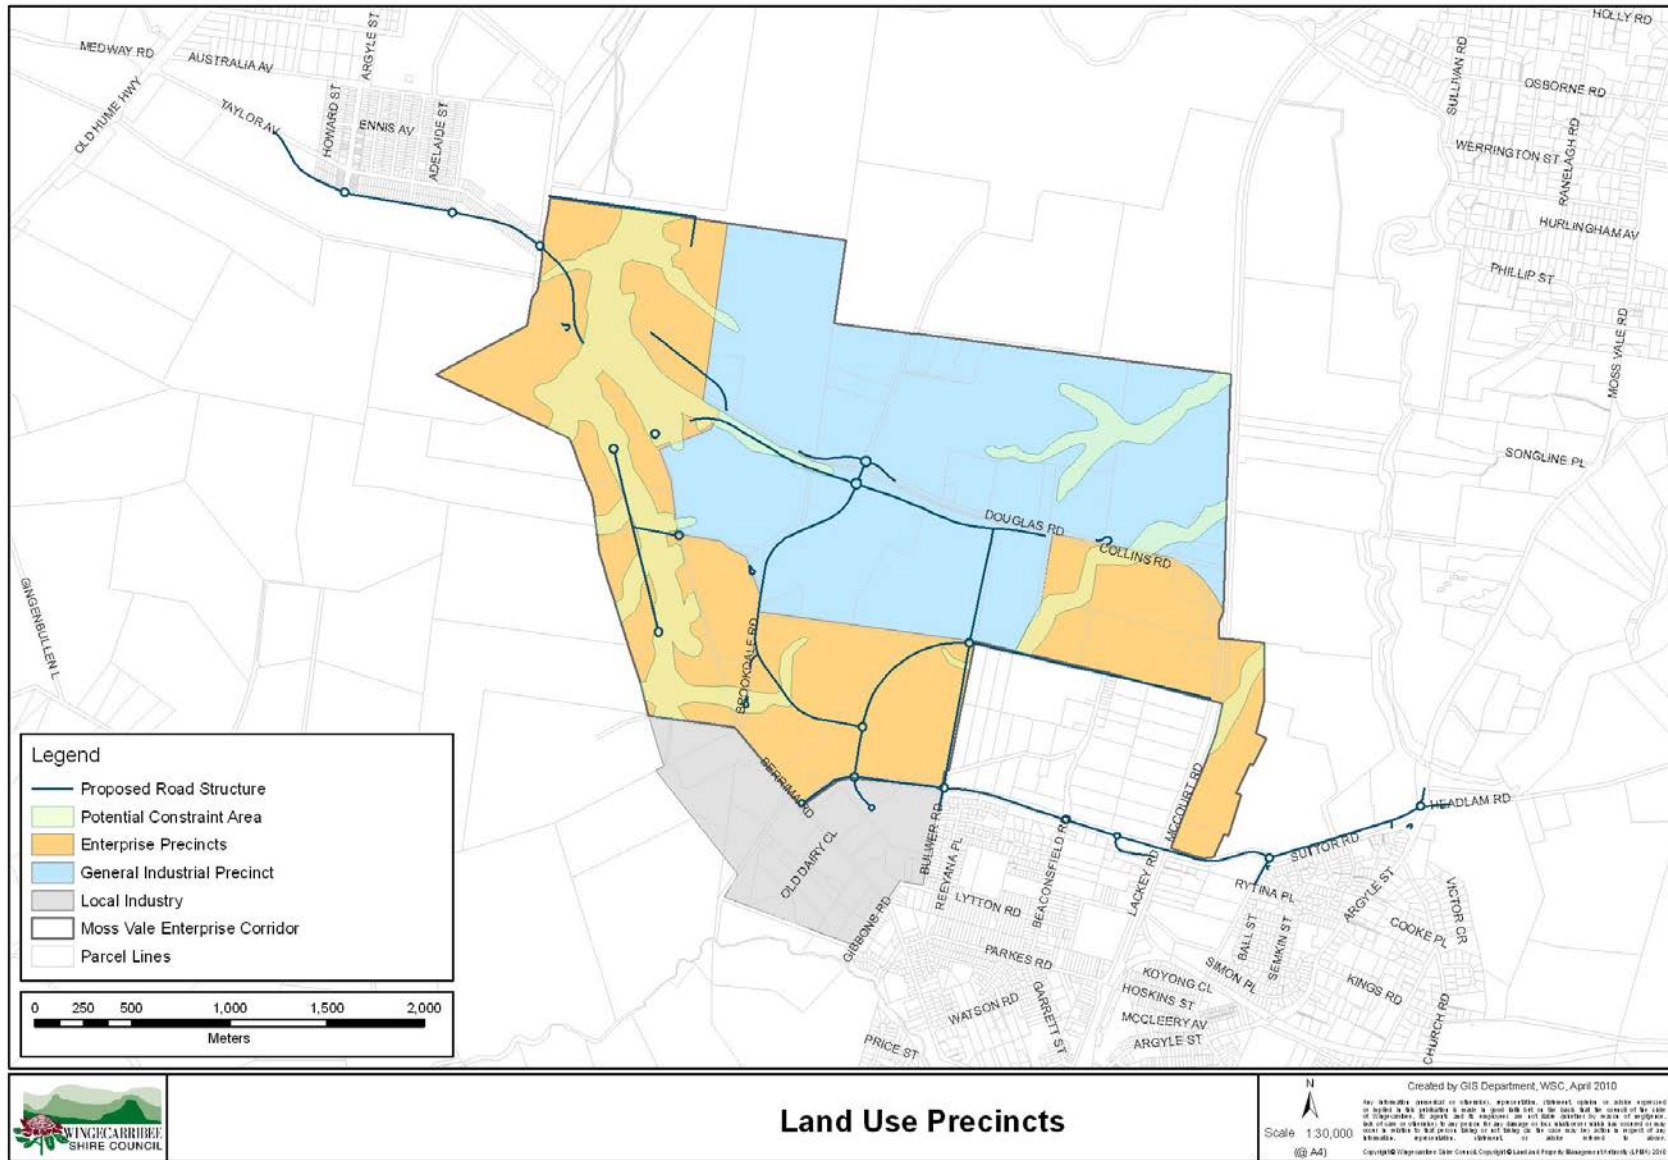 HOLLY RD
MEDWAY RD
AUSTRALIA AV
ARGYLE ST
OLD HUME HWY
TAYLOR AV
HOWARD ST
ENNIS AV
ADELAIDE ST
SULLIVAN RD
OSBORNE RD
WERRINGTON ST
RANELAGH RD
HURLINGHAM AV
PHILLIP ST
MOSS VALE RD
SONGLINE PL
DOUGLAS RD
COLLINS RD
GINGENBULLEN L
BROOKDALE RD
BERRIMA RD
OLD DAIRY CL
GIBBONS RD
BULWER RD
REEYANA PL
LYTTON RD
BEACONSFIELD R
PARKES RD
WATSON RD
GARRETT ST
PRICE ST
MCCOURT RD
LACKEY RD
HEADLAM RD
SUTTOR RD
RYTINA PL
ARGYLE ST
VICTOR CR
COOKE PL
BALL ST
SEMKIN ST
SIMON PL
KINGS RD
CHURCH RD
KOYONG CL
HOSKINS ST
MCCLEERY AV
ARGYLE ST
Legend
Proposed Road Structure
Potential Constraint Area
Enterprise Precincts
General Industrial Precinct
Local Industry
Moss Vale Enterprise Corridor
Parcel Lines
0 250 500 1,000 1,500 2,000
Meters
WINGECARRIBEE
SHIRE COUNCIL
Land Use Precincts
N
Scale 1:30,000
(@ A4)
Created by GIS Department, WSC, April 2010